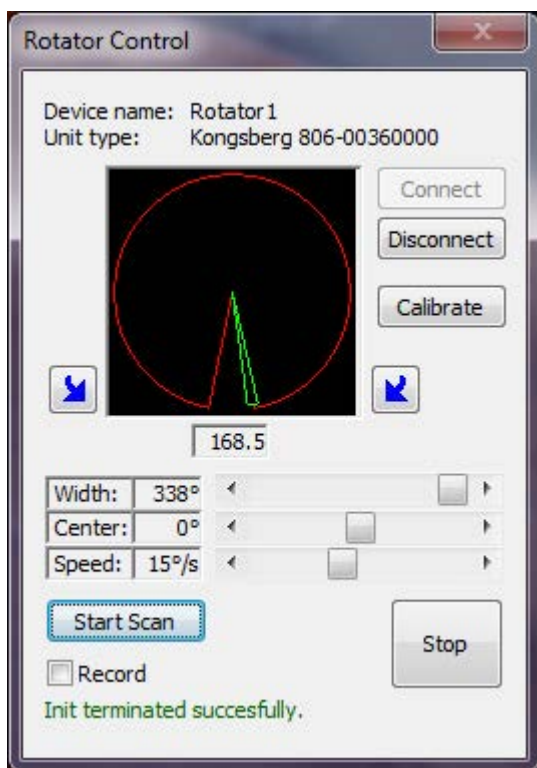 Rotator Control
Device name: Rotator1
Unit type: Kongsberg 806-00360000
Connect
Disconnect
Calibrate
168.5
Width: 338°
Center: 0°
Speed: 15°/s
Start Scan
Stop
Record
Init terminated succesfully.